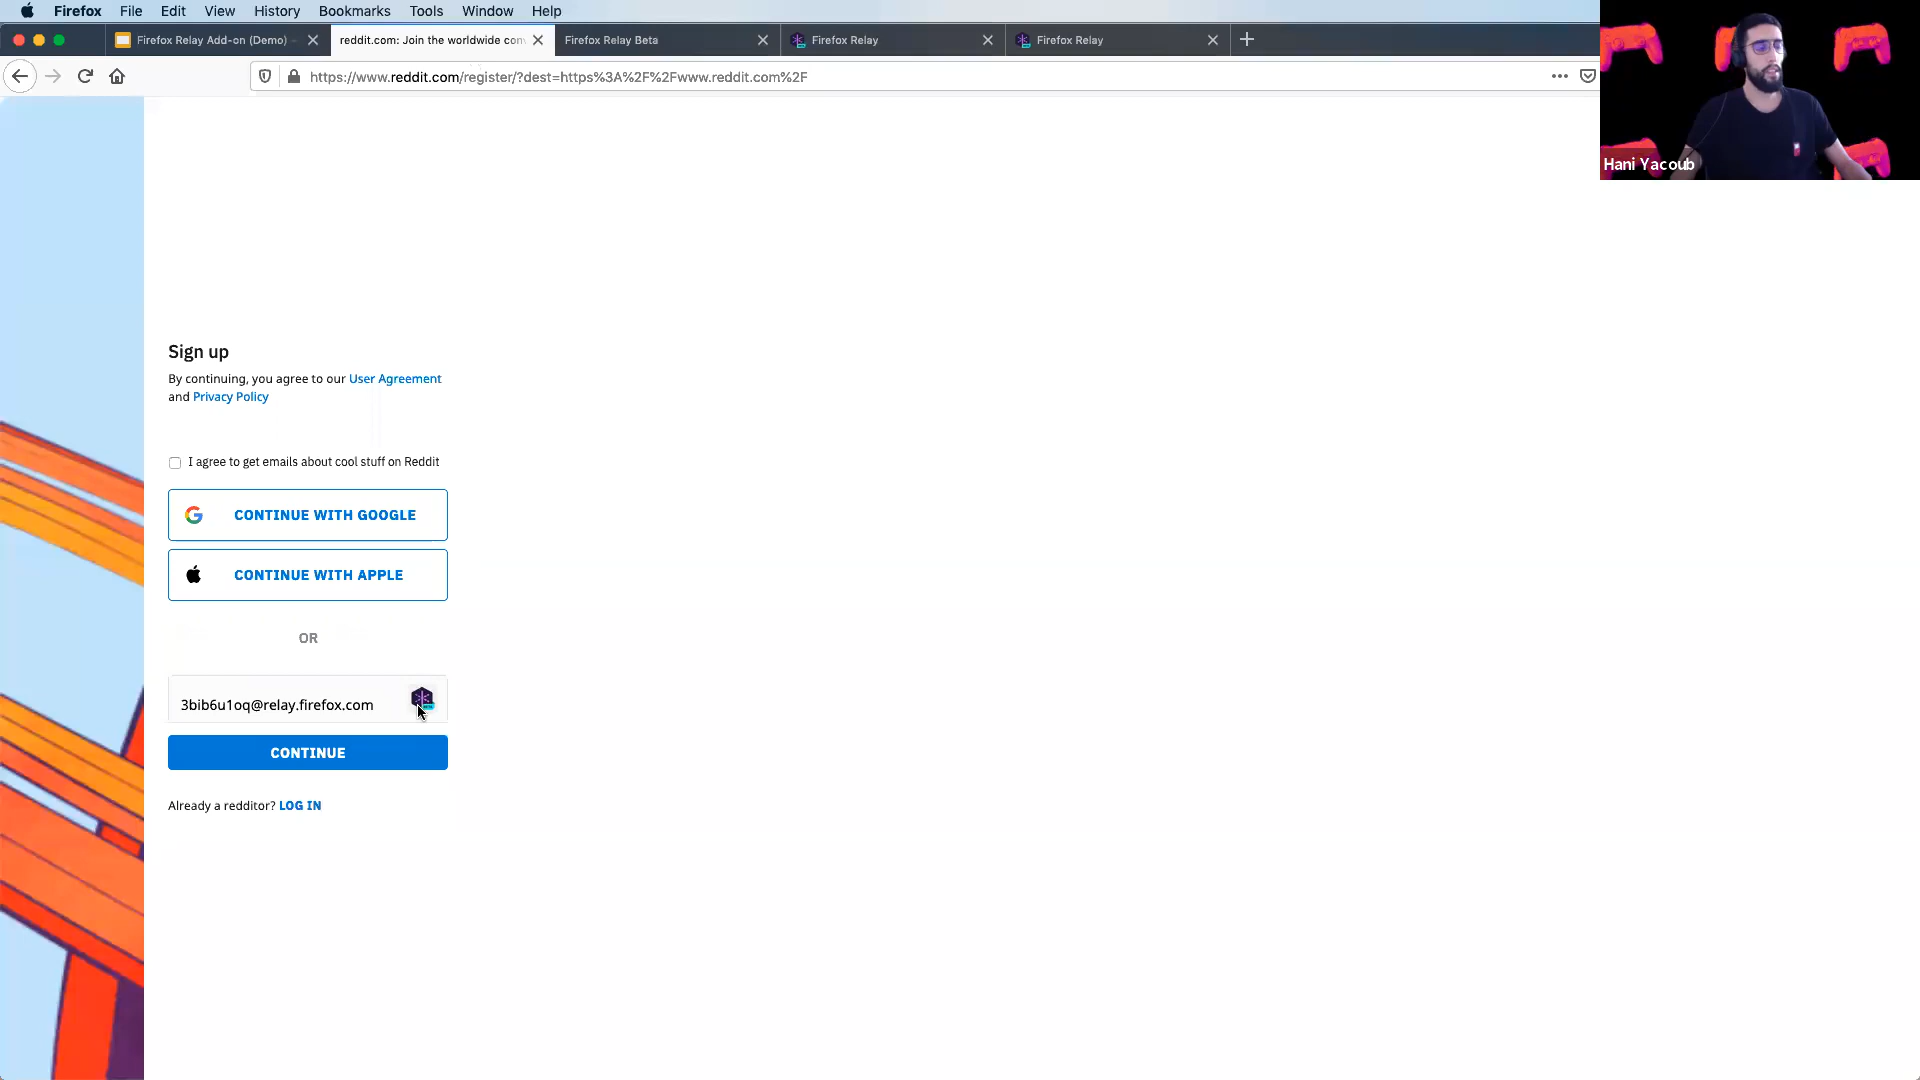 Firefox File Edit View History Bookmarks Tools Window Help
Firefox Relay Add-on (Demo) - reddit.com: Join the worldwide con Firefox Relay Beta Firefox Relay Firefox Relay
https://www.reddit.com/register/?dest=https%3A%2F%2Fwww.reddit.com%2F
Hani Yacoub
Sign up
By continuing, you agree to our User Agreement
and Privacy Policy
I agree to get emails about cool stuff on Reddit
CONTINUE WITH GOOGLE
CONTINUE WITH APPLE
OR
3bib6u1oq@relay.firefox.com
CONTINUE
Already a redditor? LOG IN